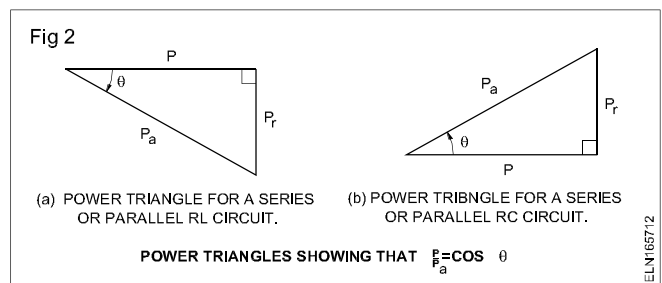 Fig 2
P
θ
Pa
Pr
(a) POWER TRIANGLE FOR A SERIES
OR PARALLEL RL CIRCUIT.
Pa
Pr
θ
P
(b) POWER TRIBNGLE FOR A SERIES
OR PARALLEL RC CIRCUIT.
POWER TRIANGLES SHOWING THAT P/Pa=COS θ
ELN165712